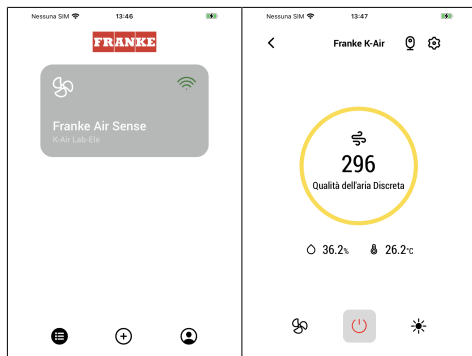 Nessuna SIM 13:46
FRANKE
Franke Air Sense
K-Air Lab-Ele
Nessuna SIM 13:47
Franke K-Air
296
Qualità dell'aria Discreta
36.2% 26.2°C